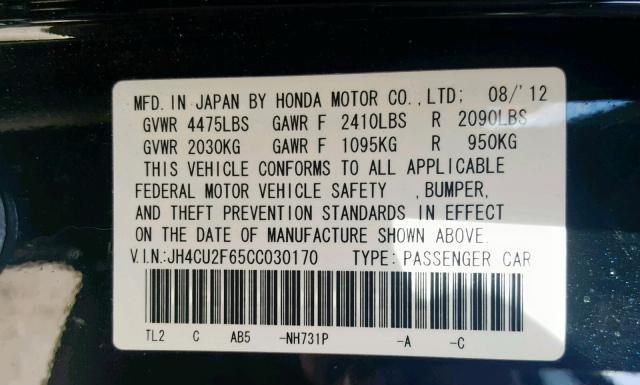 MFD. IN JAPAN BY HONDA MOTOR CO.,LTD; 08/'12
GVWR 4475LBS GAWR F 2410LBS R 2090LBS
GVWR 2030KG GAWR F 1095KG R 950KG
THIS VEHICLE CONFORMS TO ALL APPLICABLE
FEDERAL MOTOR VEHICLE SAFETY ,BUMPER,
AND THEFT PREVENTION STANDARDS IN EFFECT
ON THE DATE OF MANUFACTURE SHOWN ABOVE.
V.I.N.:JH4CU2F65CC030170 TYPE: PASSENGER CAR
TL2 C AB5 -NH731P -A -C